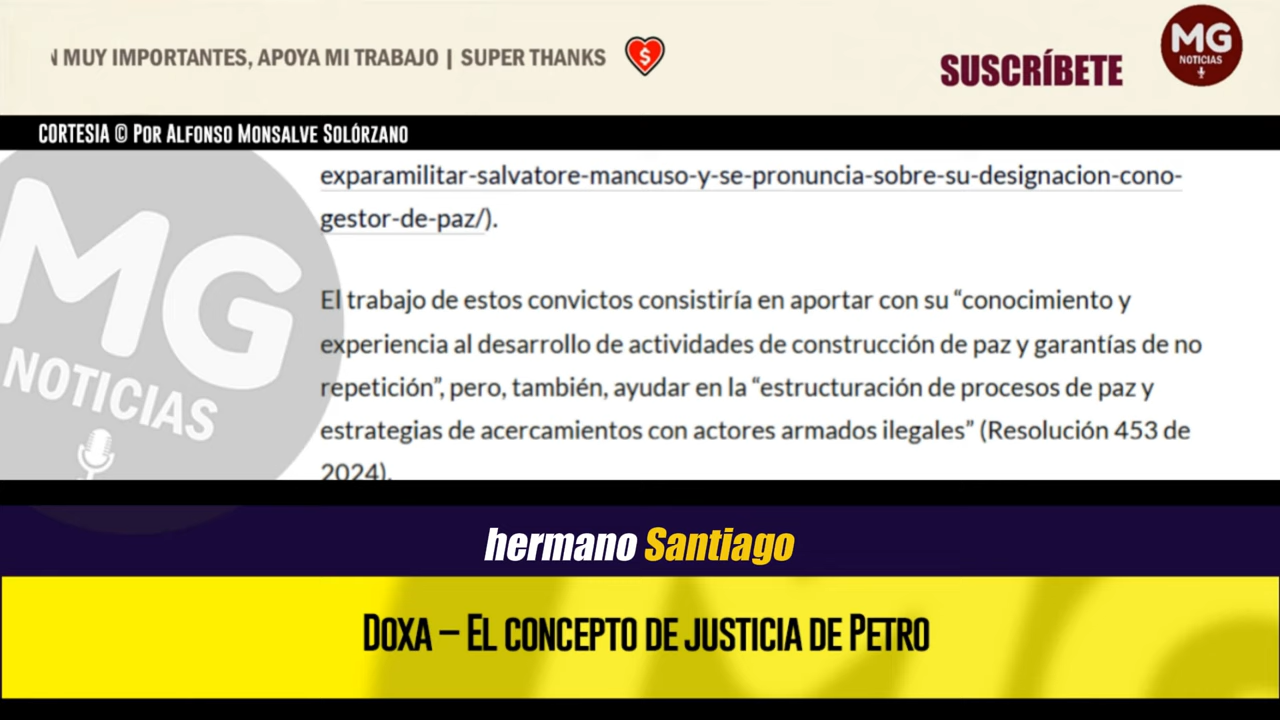 MUY IMPORTANTES, APOYA MI TRABAJO | SUPER THANKS
$
SUSCRÍBETE
MG
NOTICIAS
CORTESIA © Por Alfonso Monsalve Solórzano
exparamilitar-salvatore-mancuso-y-se-pronuncia-sobre-su-designacion-cono-
gestor-de-paz/).
El trabajo de estos convictos consistiría en aportar con su “conocimiento y
experiencia al desarrollo de actividades de construcción de paz y garantías de no
repetición”, pero, también, ayudar en la “estructuración de procesos de paz y
estrategias de acercamientos con actores armados ilegales” (Resolución 453 de
2024).
MG
NOTICIAS
hermano Santiago
Doxa – El concepto de justicia de Petro